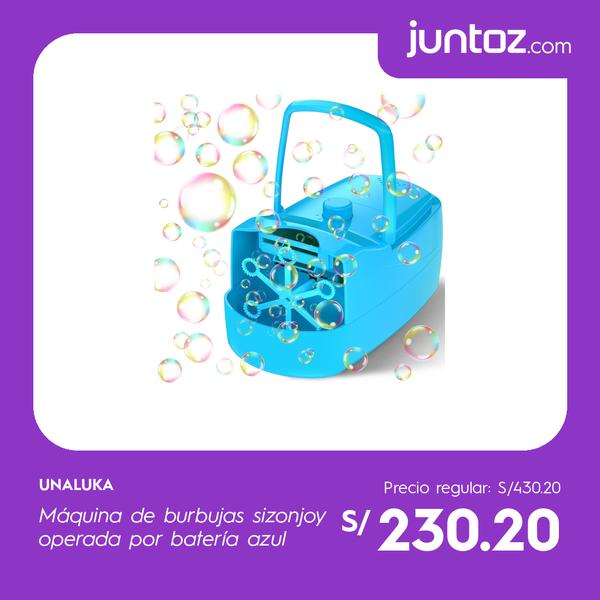 juntoz.com
UNALUKA
Máquina de burbujas sizonjoy
operada por batería azul
Precio regular: S/430.20
S/ 230.20